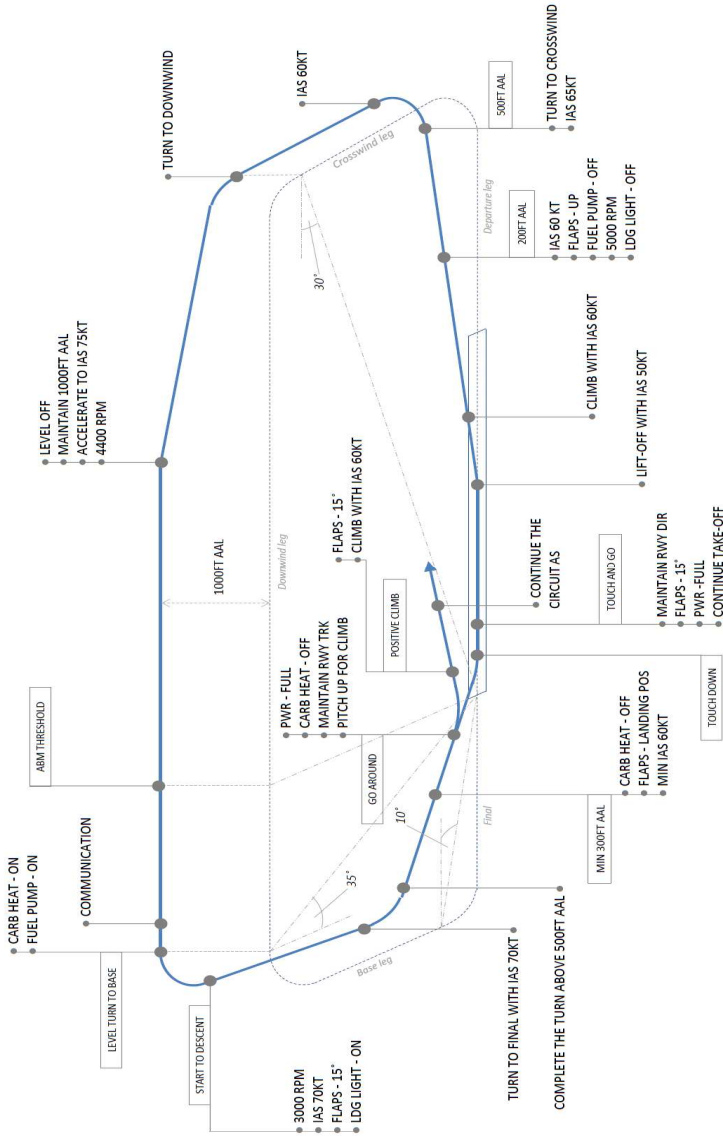 CARB HEAT - ON
FUEL PUMP - ON
COMMUNICATION
LEVEL TURN TO BASE
ABM THRESHOLD
LEVEL OFF
MAINTAIN 1000FT AAL
ACCELERATE TO IAS 75KT
4400 RPM
TURN TO DOWNWIND
START TO DESCENT
3000 RPM
IAS 70KT
FLAPS - 15°
LDG LIGHT - ON
1000FT AAL
Downwind leg
IAS 60KT
30°
Crosswind leg
PWR - FULL
CARB HEAT - OFF
MAINTAIN RWY TRK
PITCH UP FOR CLIMB
GO AROUND
FLAPS - 15°
CLIMB WITH IAS 60KT
POSITIVE CLIMB
35°
10°
Base leg
Final
Departure leg
500FT AAL
TURN TO CROSSWIND
IAS 65KT
200FT AAL
IAS 60 KT
FLAPS - UP
FUEL PUMP - OFF
5000 RPM
LDG LIGHT - OFF
CLIMB WITH IAS 60KT
LIFT-OFF WITH IAS 50KT
CONTINUE THE
CIRCUIT AS
TOUCH AND GO
MAINTAIN RWY DIR
FLAPS - 15°
PWR -FULL
CONTINUE TAKE-OFF
TOUCH DOWN
MIN 300FT AAL
CARB HEAT - OFF
FLAPS - LANDING POS
MIN IAS 60KT
TURN TO FINAL WITH IAS 70KT
COMPLETE THE TURN ABOVE 500FT AAL